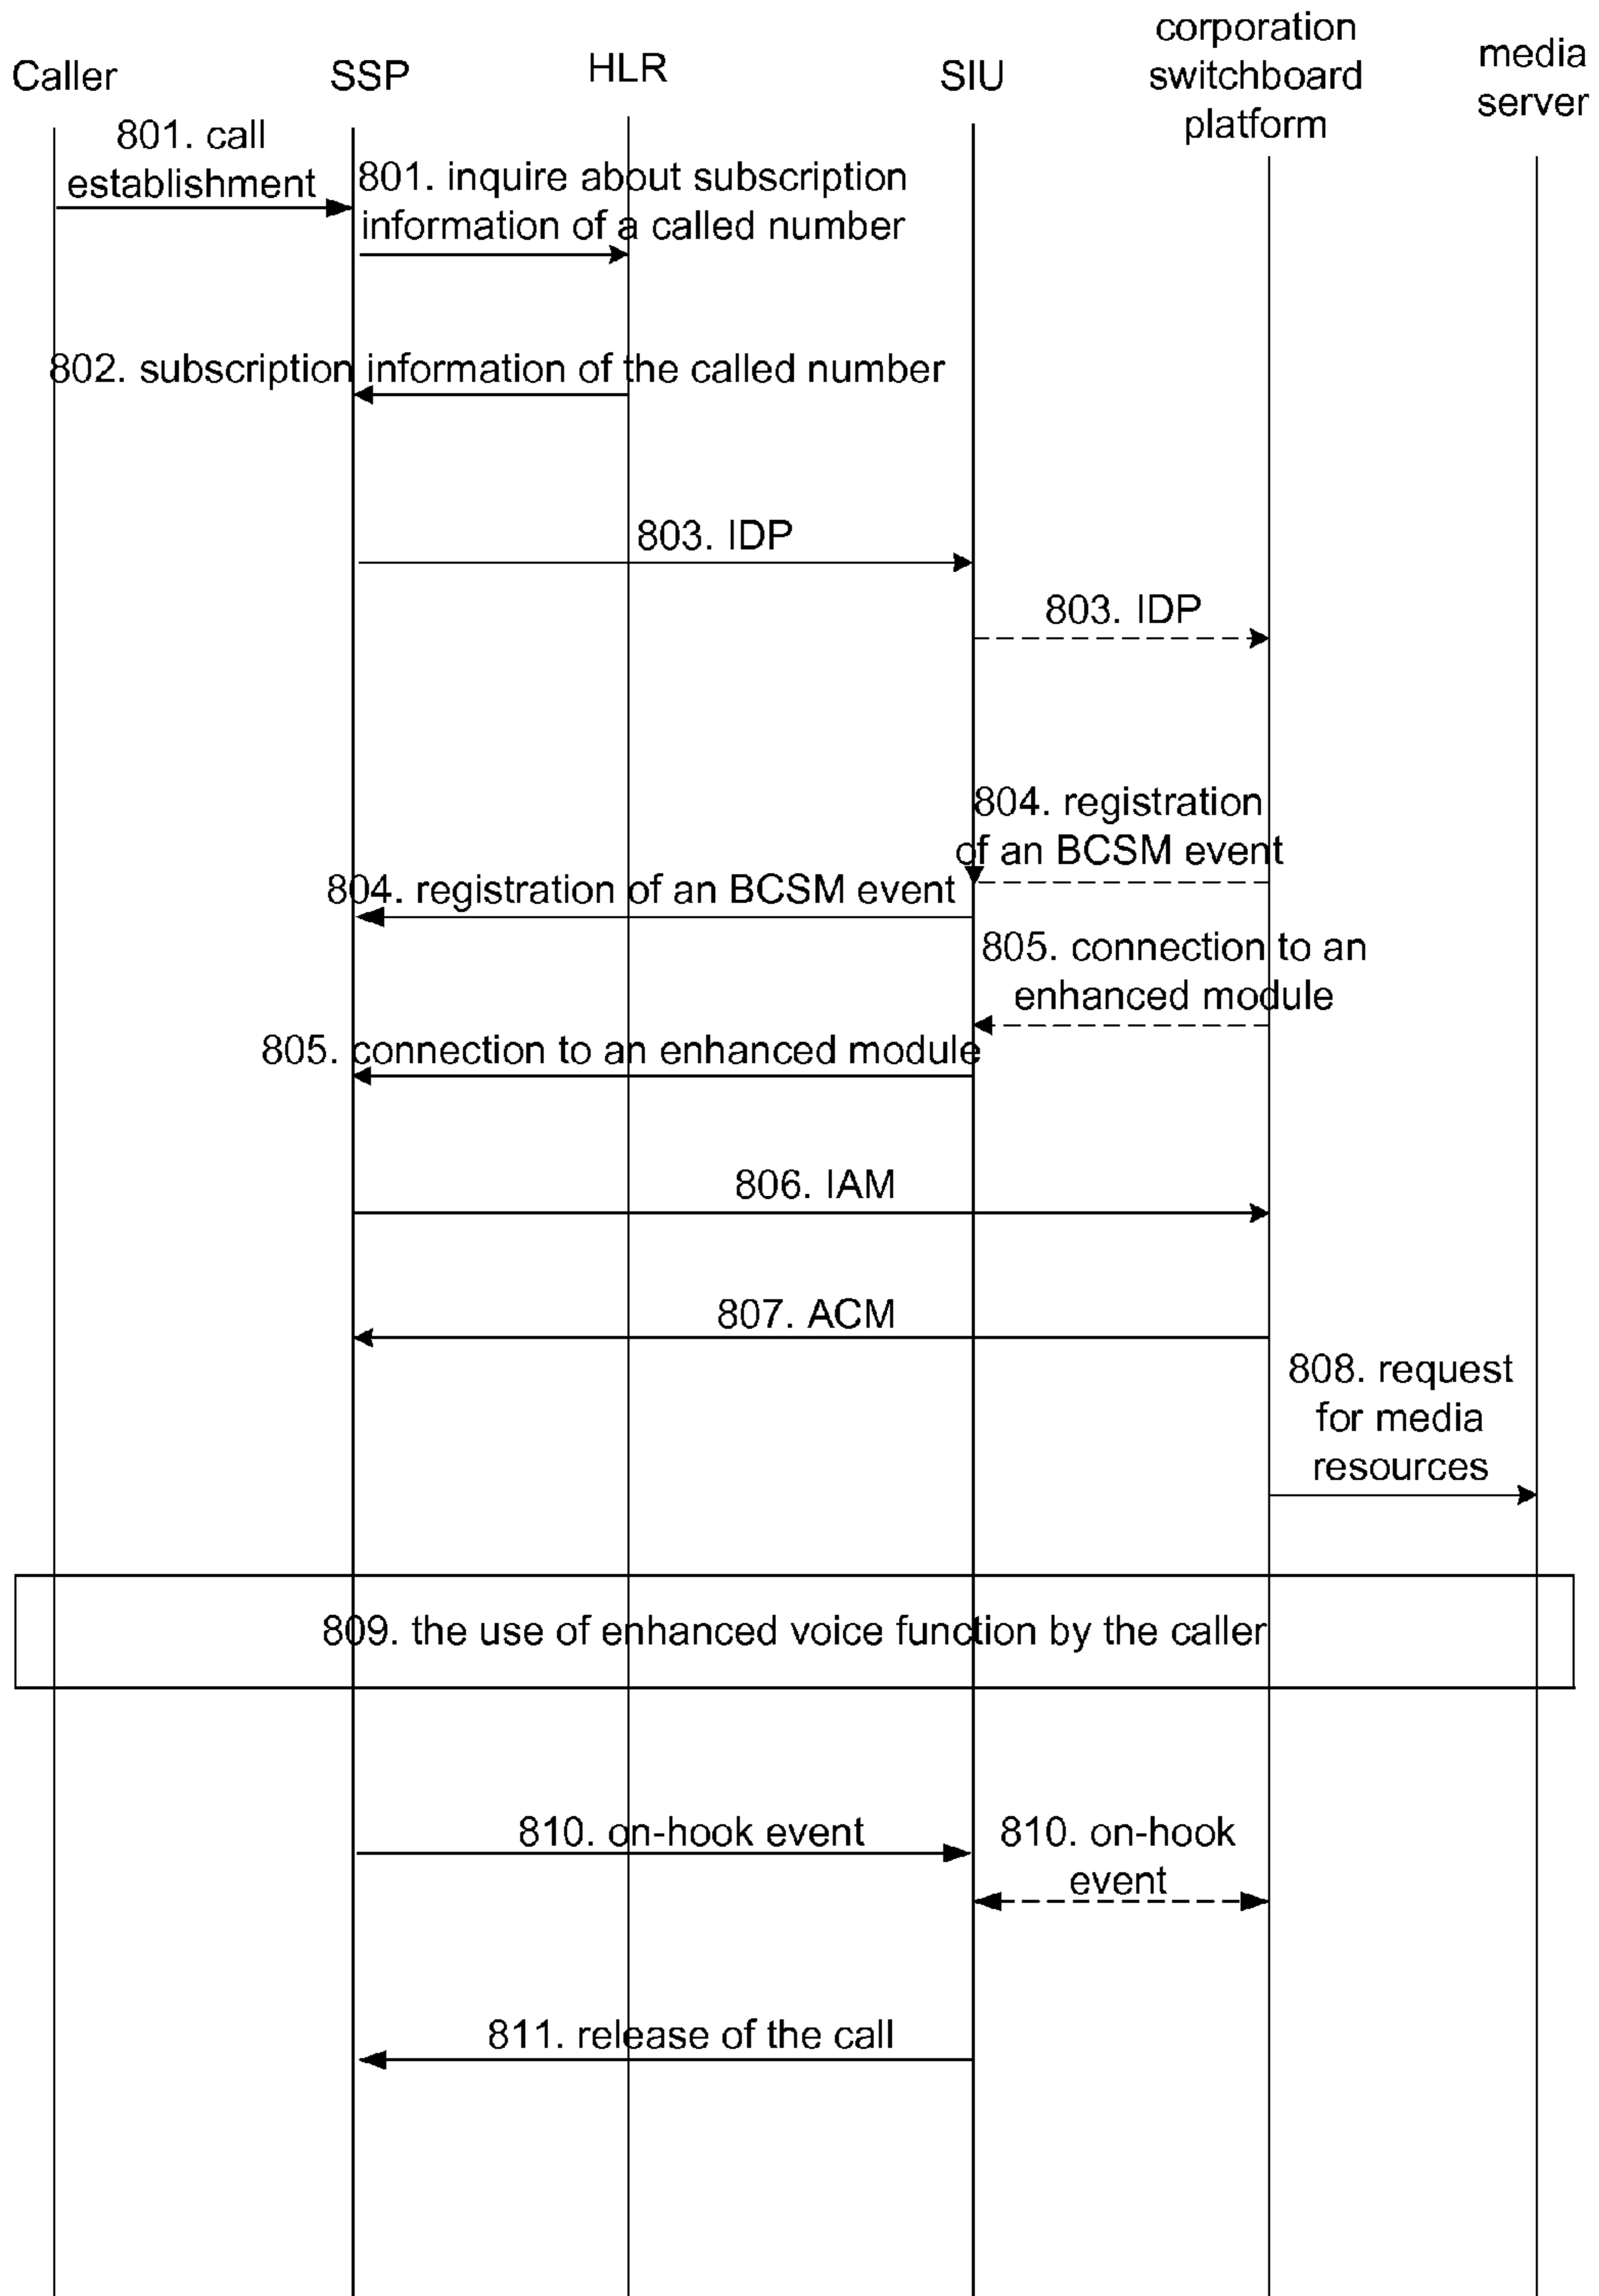 Caller
SSP
HLR
SIU
corporation
switchboard
platform
media
server
801. call
establishment
801. inquire about subscription
information of a called number
802. subscription information of the called number
803. IDP
803. IDP
804. registration
of an BCSM event
804. registration of an BCSM event
805. connection to an
enhanced module
805. connection to an enhanced module
806. IAM
807. ACM
808. request
for media
resources
809. the use of enhanced voice function by the caller
810. on-hook event
810. on-hook
event
811. release of the call